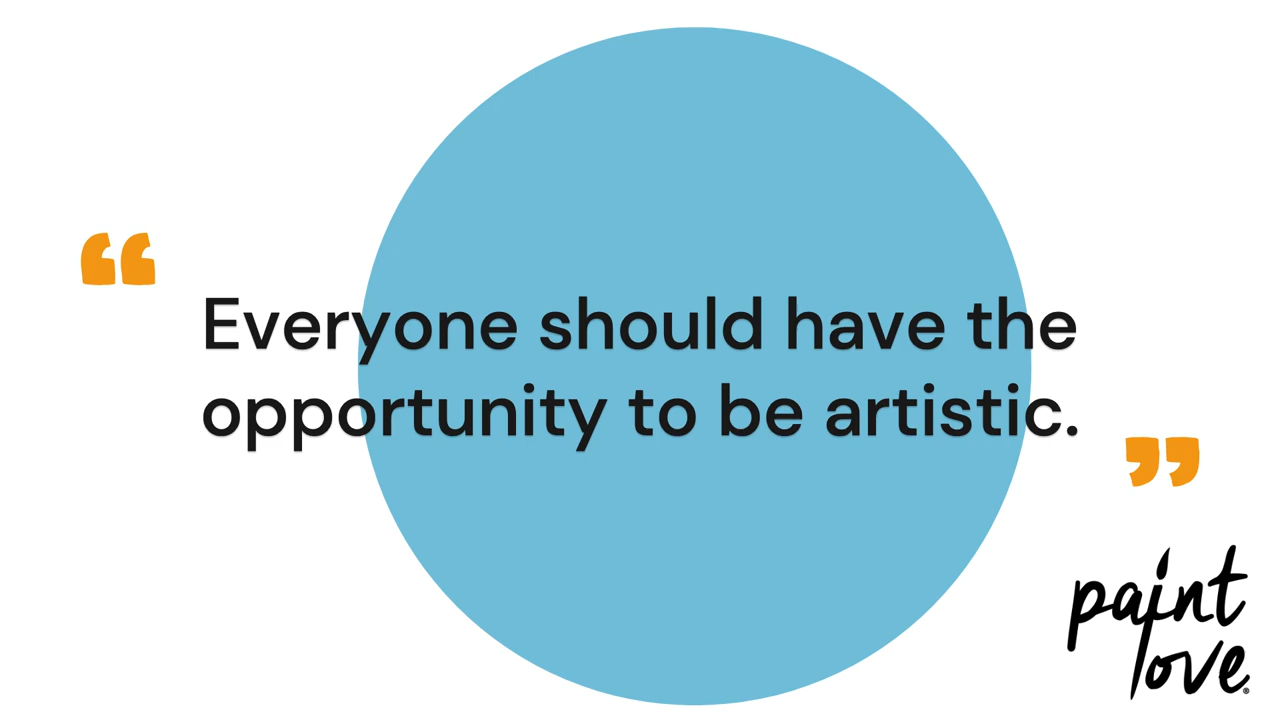 “
Everyone should have the
opportunity to be artistic.
”
paint
love®